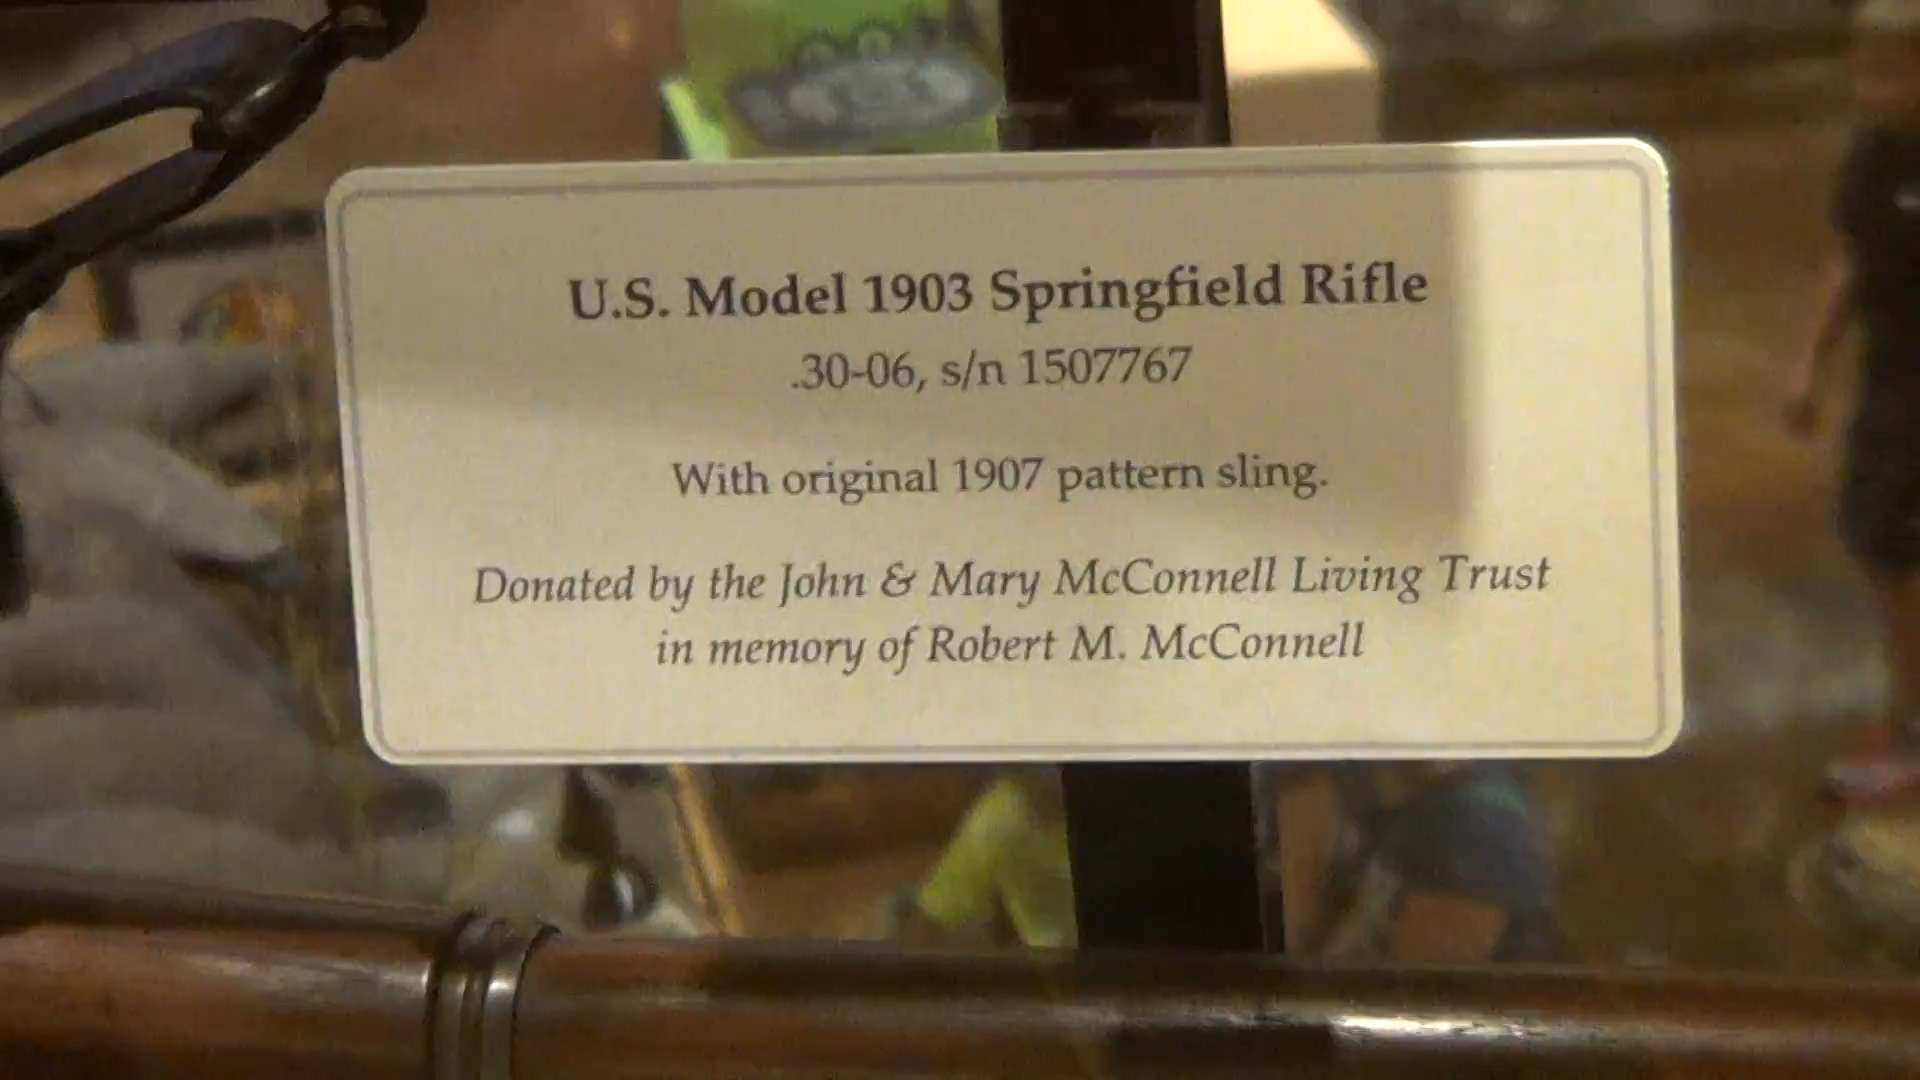 U.S. Model 1903 Springfield Rifle
.30-06, s/n 1507767
With original 1907 pattern sling.
Donated by the John & Mary McConnell Living Trust
in memory of Robert M. McConnell